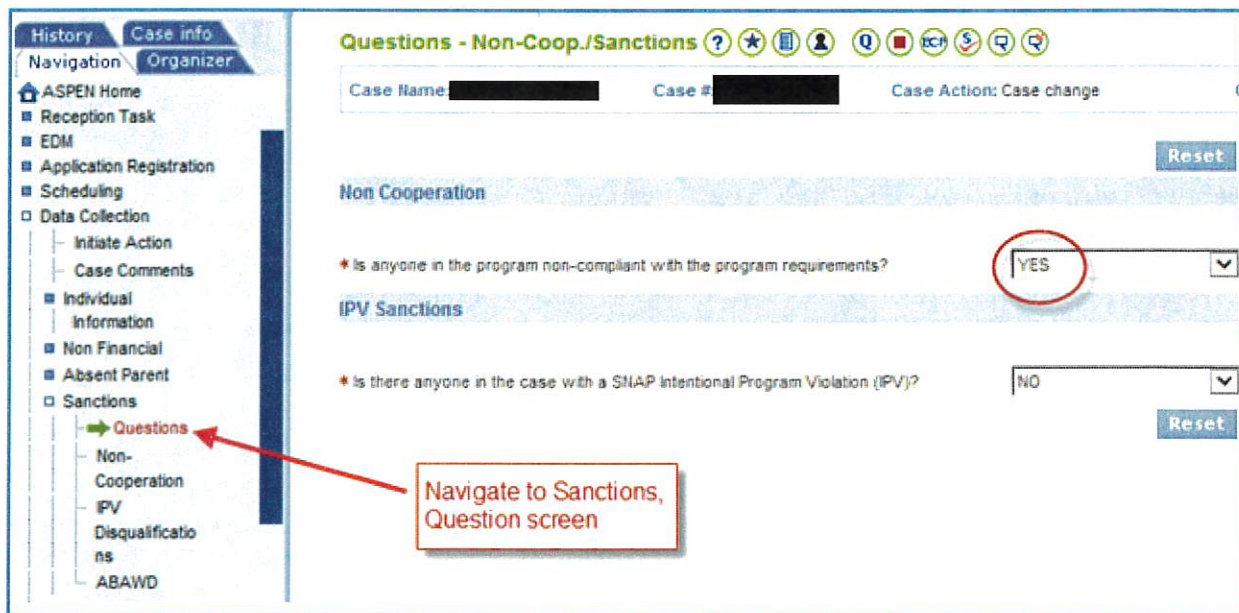 History Case info
Navigation Organizer
ASPEN Home
Reception Task
EDM
Application Registration
Scheduling
Data Collection
Initiate Action
Case Comments
Individual
Information
Non Financial
Absent Parent
Sanctions
Questions
Non-
Cooperation
IPV
Disqualificatio
ns
ABAWD
Questions - Non-Coop./Sanctions ? Q ECP S
Case Name: Case #: Case Action: Case change
Reset
Non Cooperation
* Is anyone in the program non-compliant with the program requirements? YES
IPV Sanctions
* Is there anyone in the case with a SNAP Intentional Program Violation (IPV)? NO
Reset
Navigate to Sanctions,
Question screen